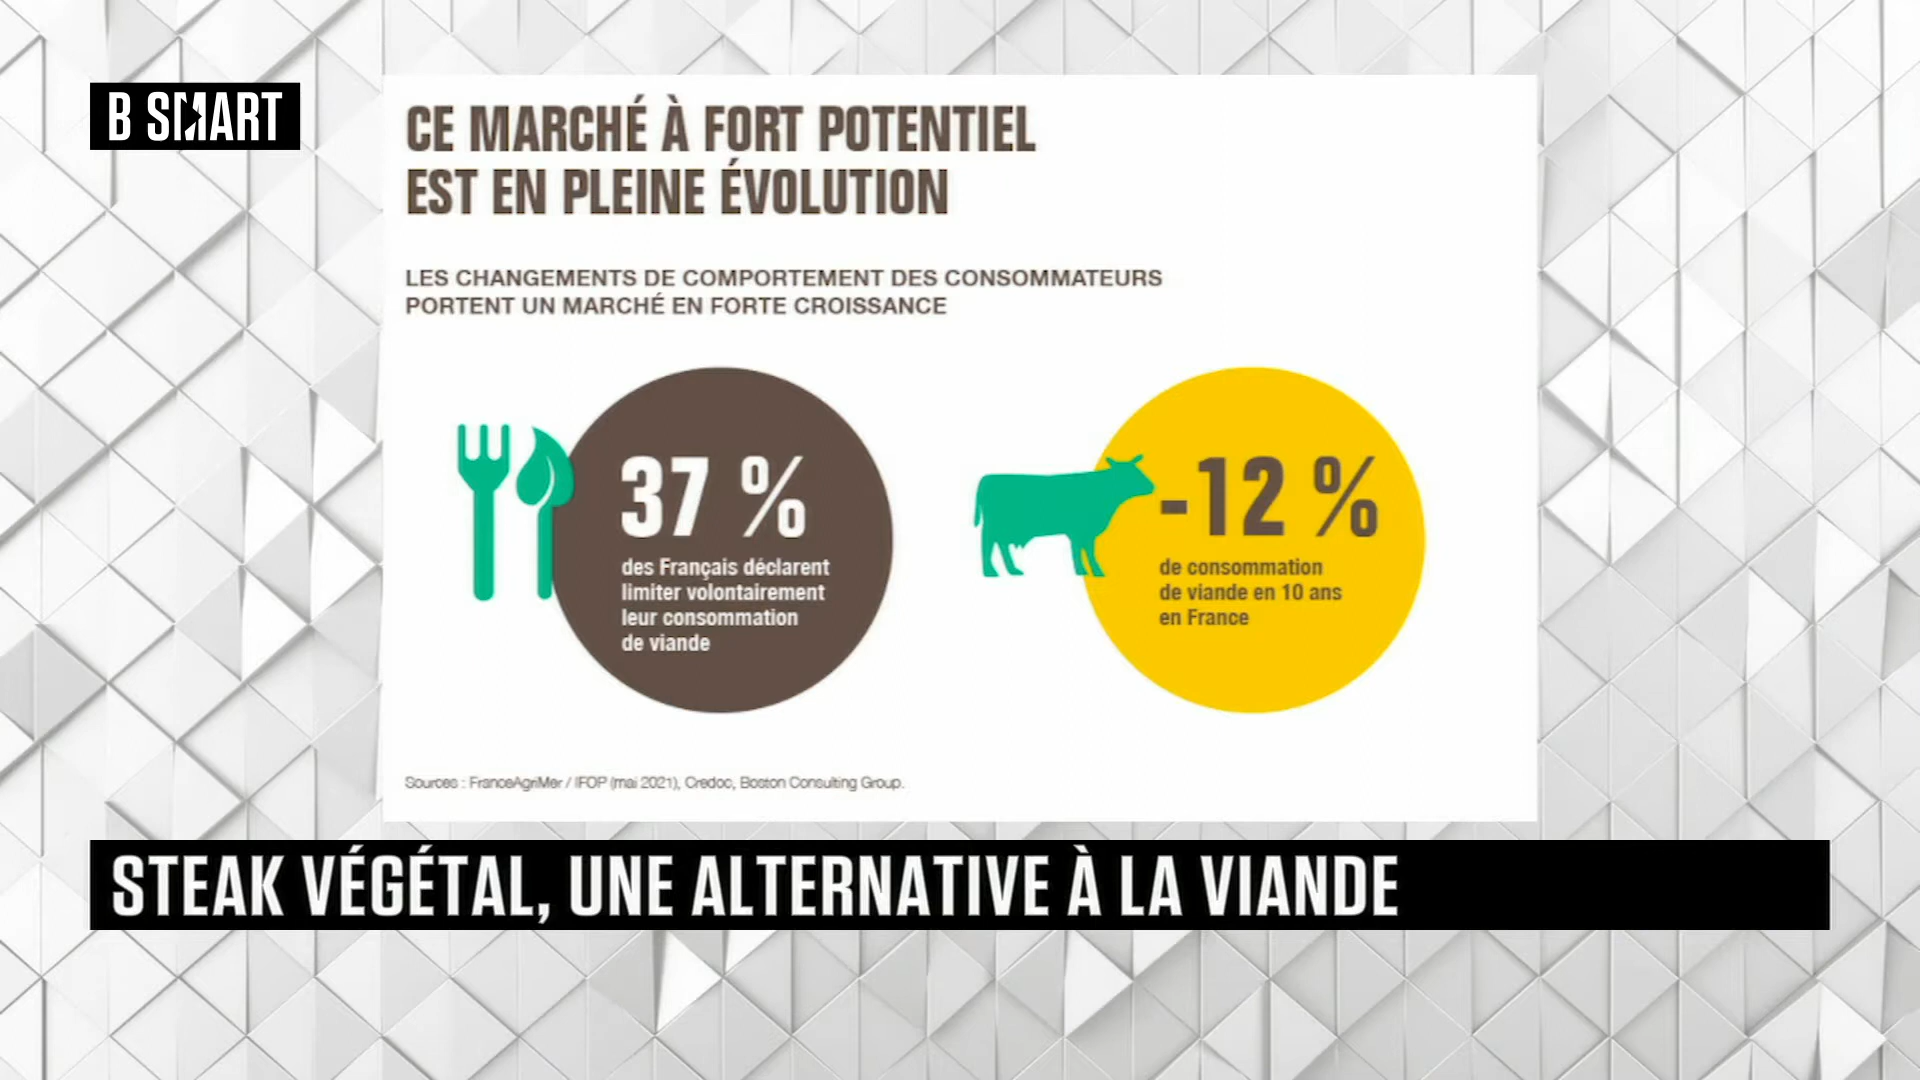 B SMART
CE MARCHÉ À FORT POTENTIEL
EST EN PLEINE ÉVOLUTION
LES CHANGEMENTS DE COMPORTEMENT DES CONSOMMATEURS
PORTENT UN MARCHÉ EN FORTE CROISSANCE
37 %
des Français déclarent
limiter volontairement
leur consommation
de viande
-12 %
de consommation
de viande en 10 ans
en France
Sources : FranceAgriMer / IFOP (mai 2021), Credoc, Boston Consulting Group.
STEAK VÉGÉTAL, UNE ALTERNATIVE À LA VIANDE